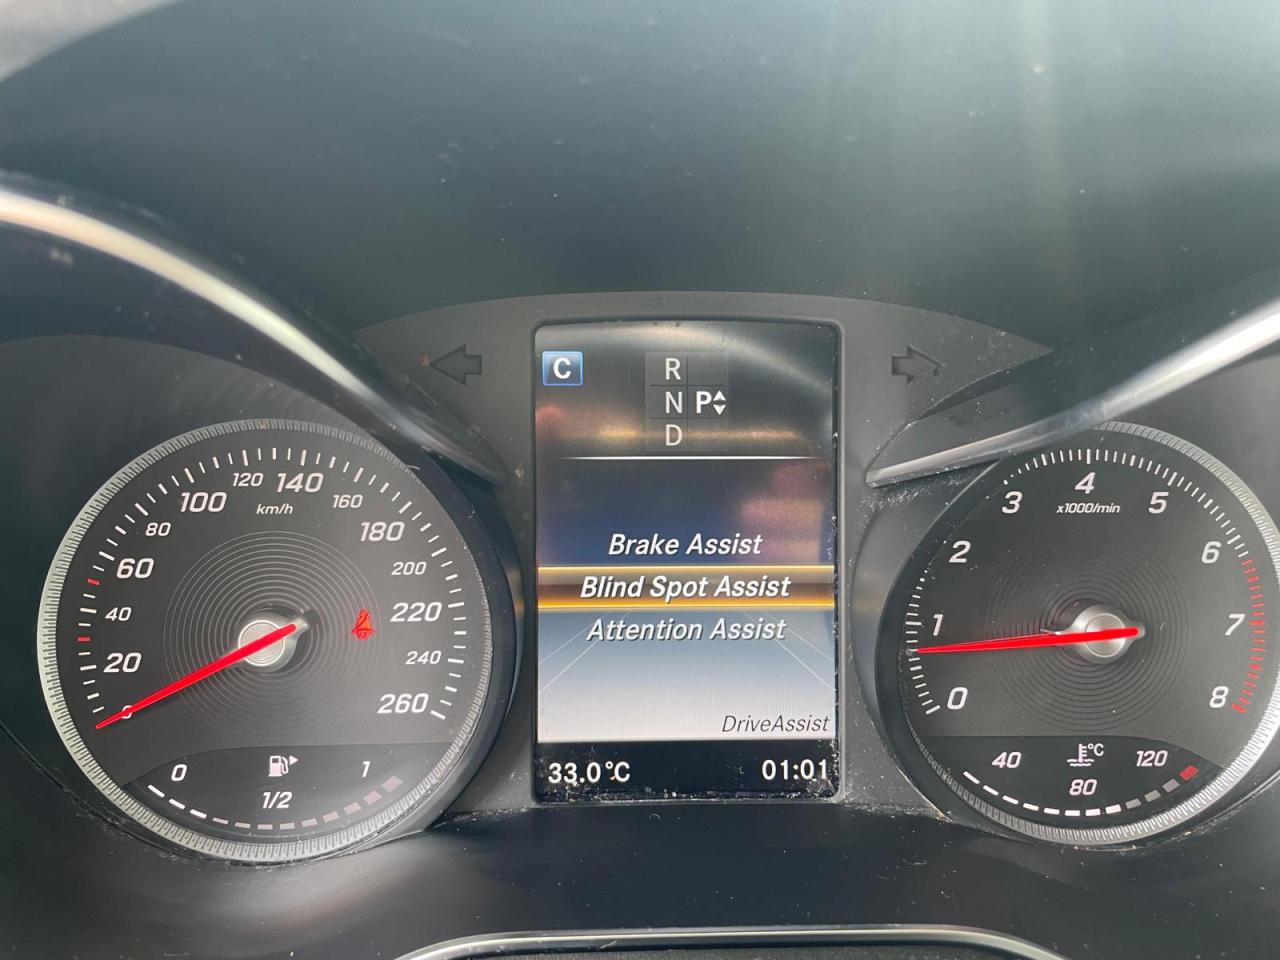 C
R
N P
D
Brake Assist
Blind Spot Assist
Attention Assist
DriveAssist
33.0°C 01:01
0
20
40
60
80
100
120
140
160
180
200
220
240
260
km/h
0 1/2 1
0
1
2
3
4
5
6
7
8
x1000/min
40 80 120
°C